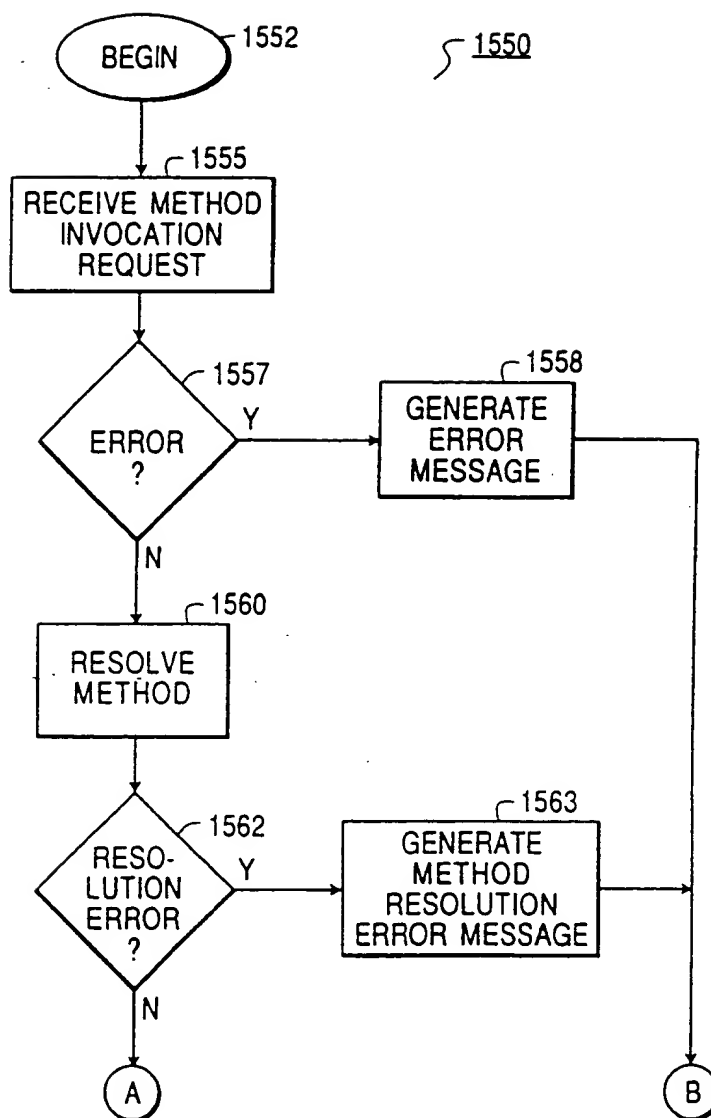 1552
BEGIN
1550
1555
RECEIVE METHOD
INVOCATION
REQUEST
1557
ERROR
?
Y
1558
GENERATE
ERROR
MESSAGE
N
1560
RESOLVE
METHOD
1562
RESO-
LUTION
ERROR
?
Y
1563
GENERATE
METHOD
RESOLUTION
ERROR MESSAGE
N
A
B